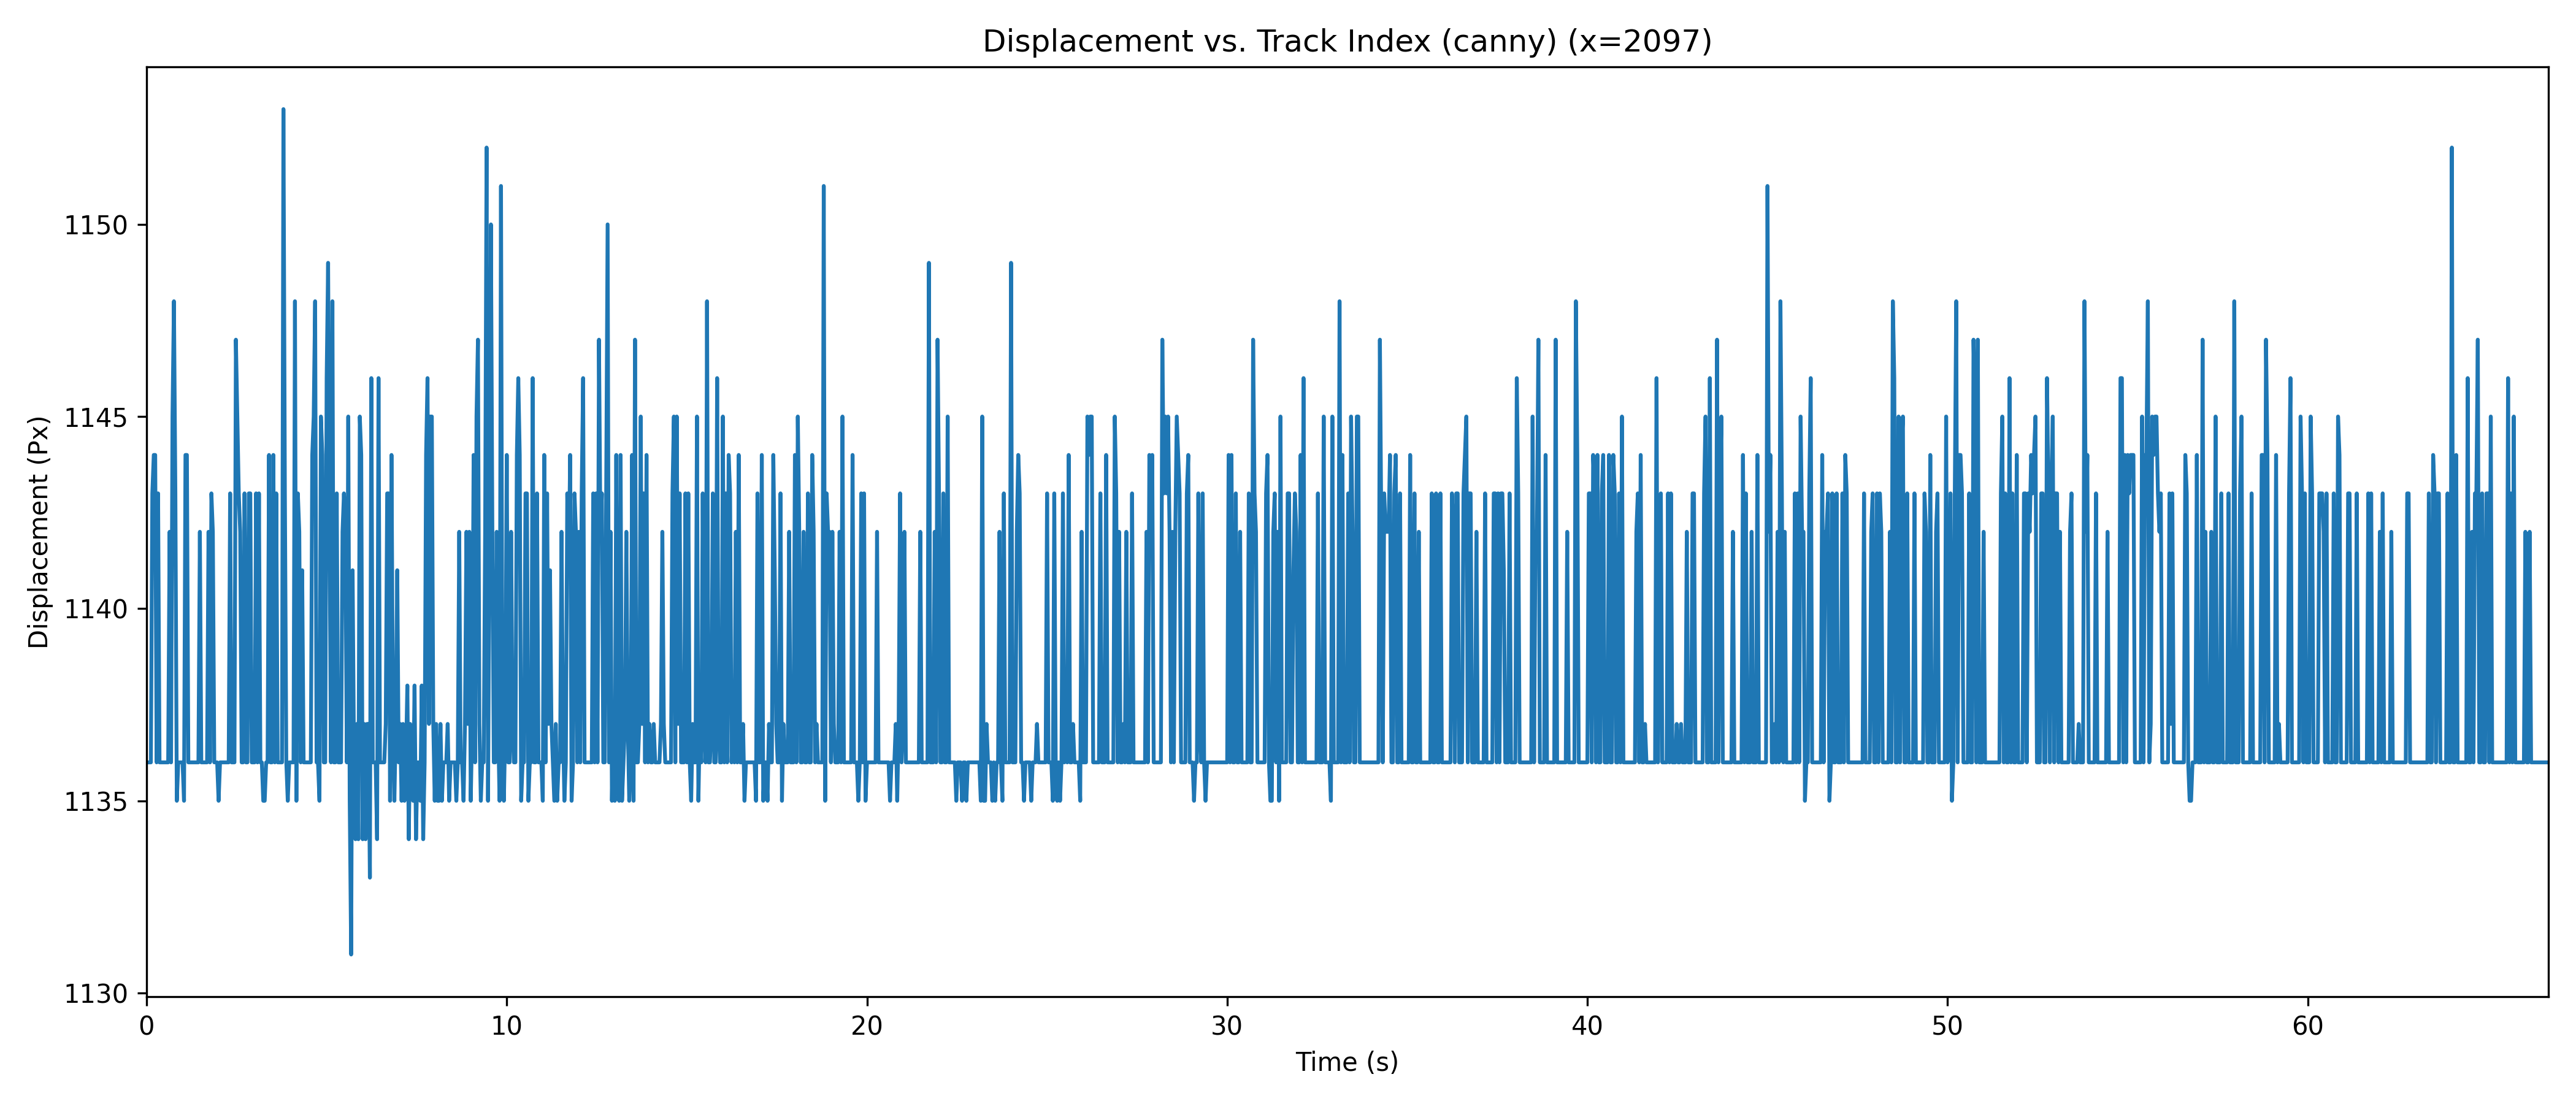 Displacement vs. Track Index (canny) (x=2097)
Displacement (Px)
1150
1145
1140
1135
1130
0 10 20 30 40 50 60
Time (s)